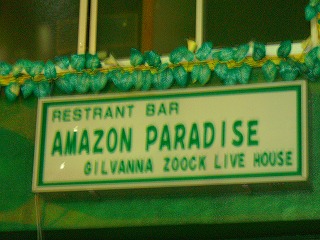 RESTRANT BAR
AMAZON PARADISE
GILVANNA ZOOCK LIVE HOUSE